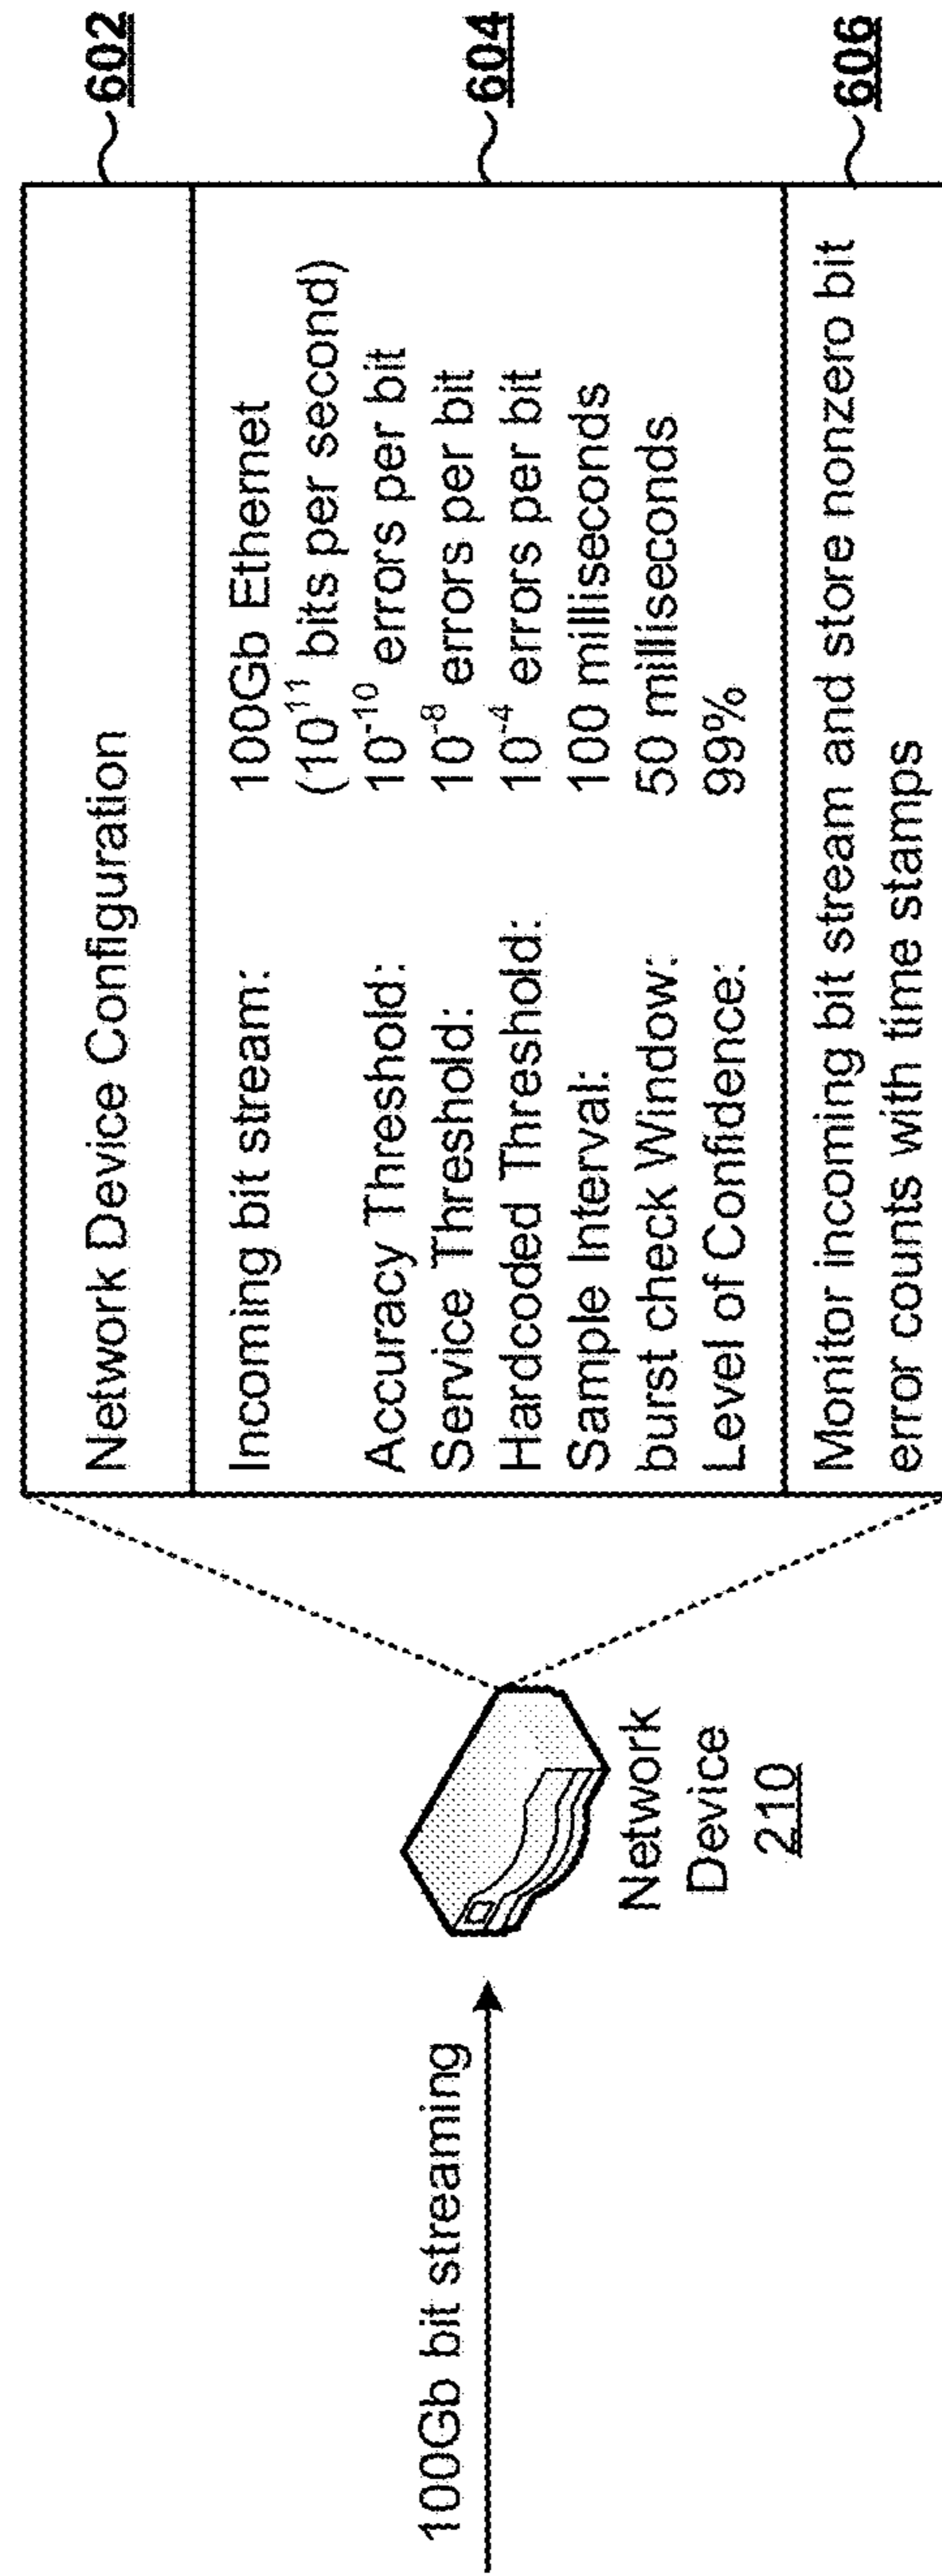 100Gb bit streaming
Network
Device
210
Network Device Configuration
602
Incoming bit stream: 100Gb Ethernet
(10¹¹ bits per second)
Accuracy Threshold: 10⁻¹⁰ errors per bit
Service Threshold: 10⁻⁸ errors per bit
Hardcoded Threshold: 10⁻⁴ errors per bit
Sample Interval: 100 milliseconds
burst check Window: 50 milliseconds
Level of Confidence: 99%
604
Monitor incoming bit stream and store nonzero bit
error counts with time stamps
606